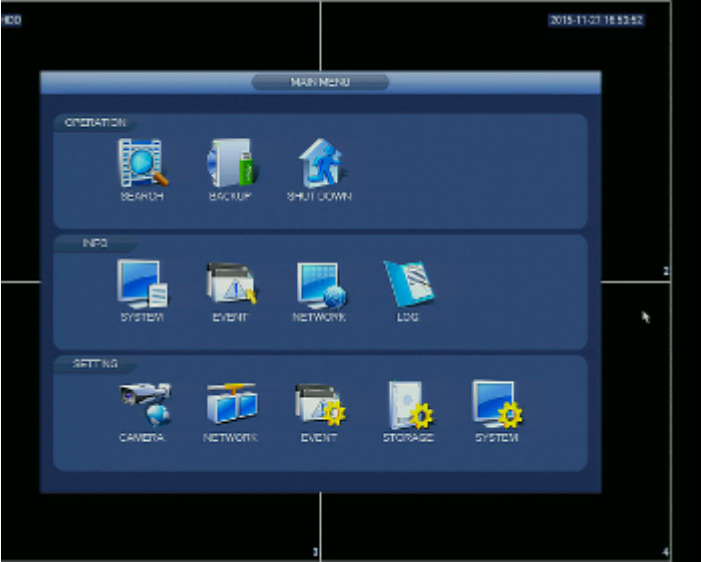 HDD
2015-11-27 16:53:52
MAIN MENU
OPERATION
SEARCH BACKUP SHUTDOWN
INFO
SYSTEM EVENT NETWORK LOG
2
SETTING
CAMERA NETWORK EVENT STORAGE SYSTEM
3 4